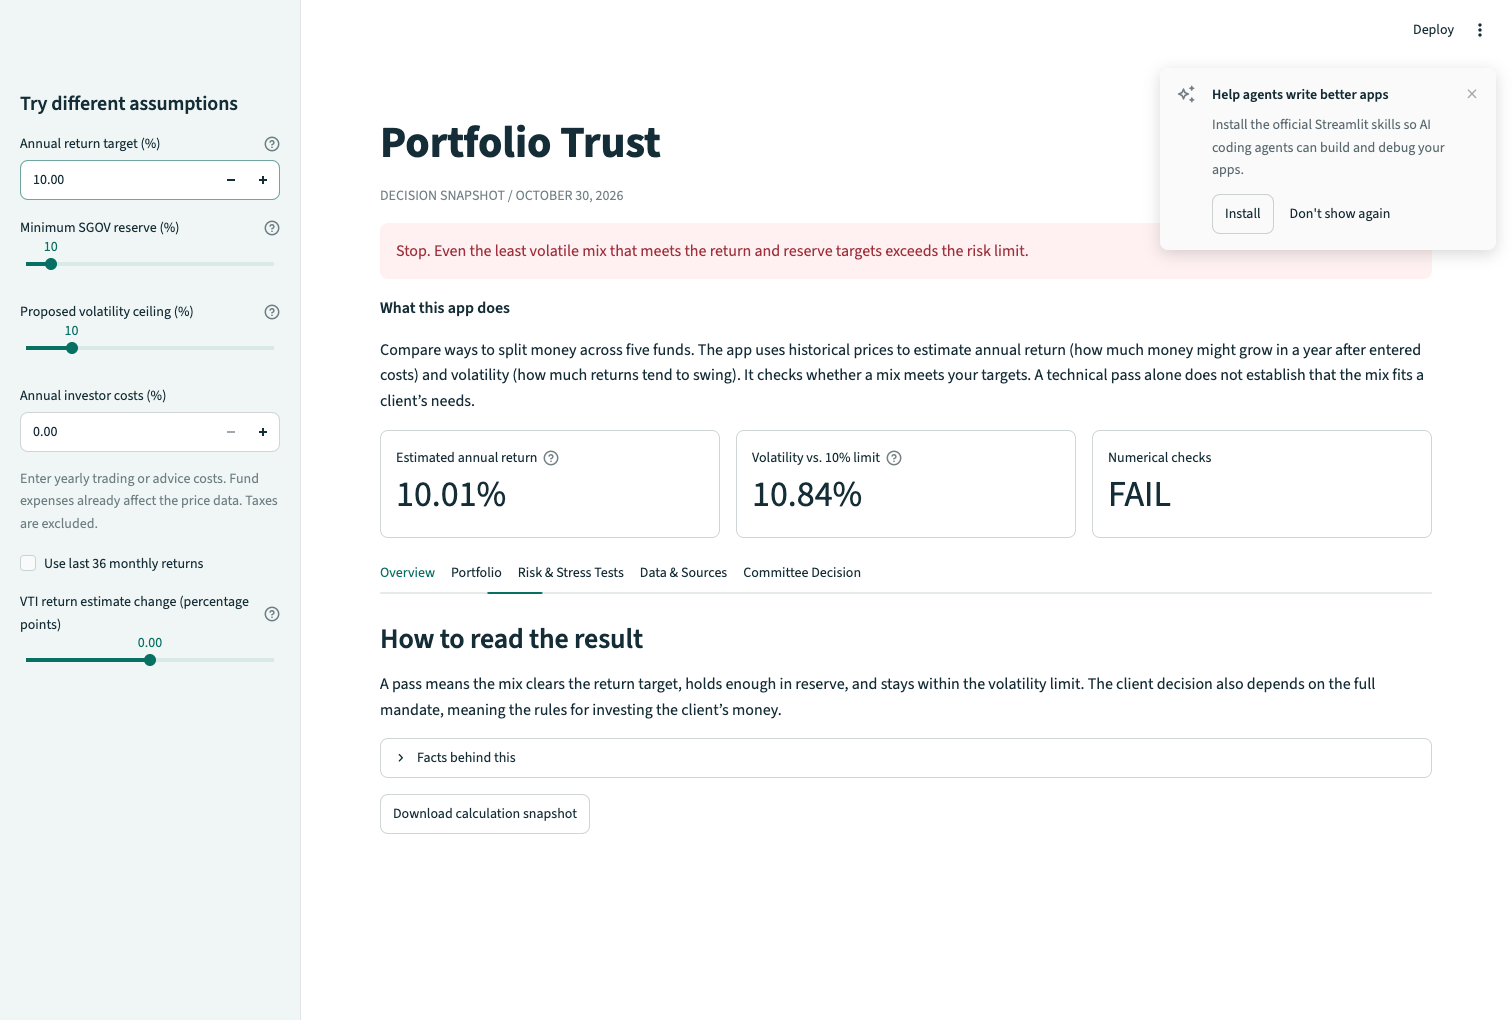 Deploy
Try different assumptions
Annual return target (%)
10.00
Minimum SGOV reserve (%)
10
Proposed volatility ceiling (%)
10
Annual investor costs (%)
0.00
Enter yearly trading or advice costs. Fund
expenses already affect the price data. Taxes
are excluded.
Use last 36 monthly returns
VTI return estimate change (percentage
points)
0.00
Help agents write better apps
Install the official Streamlit skills so AI
coding agents can build and debug your
apps.
Install
Don't show again
Portfolio Trust
DECISION SNAPSHOT / OCTOBER 30, 2026
Stop. Even the least volatile mix that meets the return and reserve targets exceeds the risk limit.
What this app does
Compare ways to split money across five funds. The app uses historical prices to estimate annual return (how much money might grow in a year after entered
costs) and volatility (how much returns tend to swing). It checks whether a mix meets your targets. A technical pass alone does not establish that the mix fits a
client’s needs.
Estimated annual return
10.01%
Volatility vs. 10% limit
10.84%
Numerical checks
FAIL
Overview
Portfolio
Risk & Stress Tests
Data & Sources
Committee Decision
How to read the result
A pass means the mix clears the return target, holds enough in reserve, and stays within the volatility limit. The client decision also depends on the full
mandate, meaning the rules for investing the client’s money.
Facts behind this
Download calculation snapshot